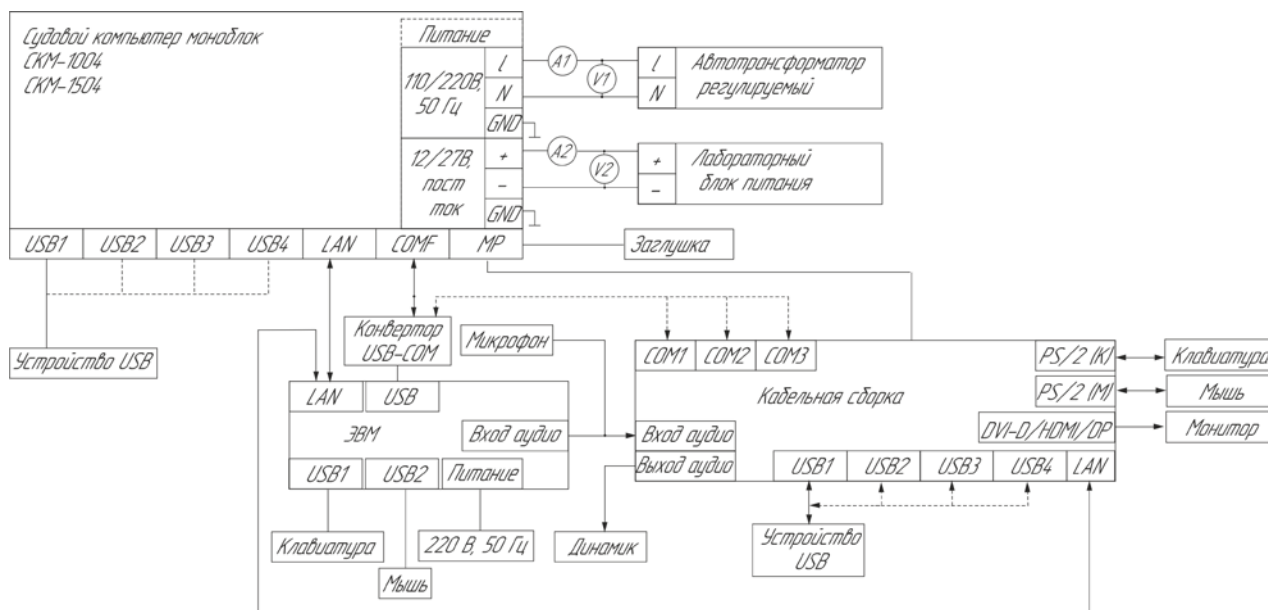 Судовой компьютер моноблок
СКМ-1004
СКМ-1504
Питание
110/220В,
50 Гц
L
N
GND
12/27В,
пост
ток
+
-
GND
A1
V1
A2
V2
L
N
Автотрансформатор
регулируемый
+
-
Лабораторный
блок питания
USB1
USB2
USB3
USB4
LAN
COMF
MP
Заглушка
Устройство USB
Конвертор
USB-COM
Микрофон
LAN
USB
ЭВМ
Вход аудио
USB1
USB2
Питание
Клавиатура
Мышь
220 В, 50 Гц
Динамик
COM1
COM2
COM3
Кабельная сборка
PS/2 (K)
PS/2 (M)
DVI-D/HDMI/DP
Клавиатура
Мышь
Монитор
Вход аудио
Выход аудио
USB1
USB2
USB3
USB4
LAN
Устройство
USB